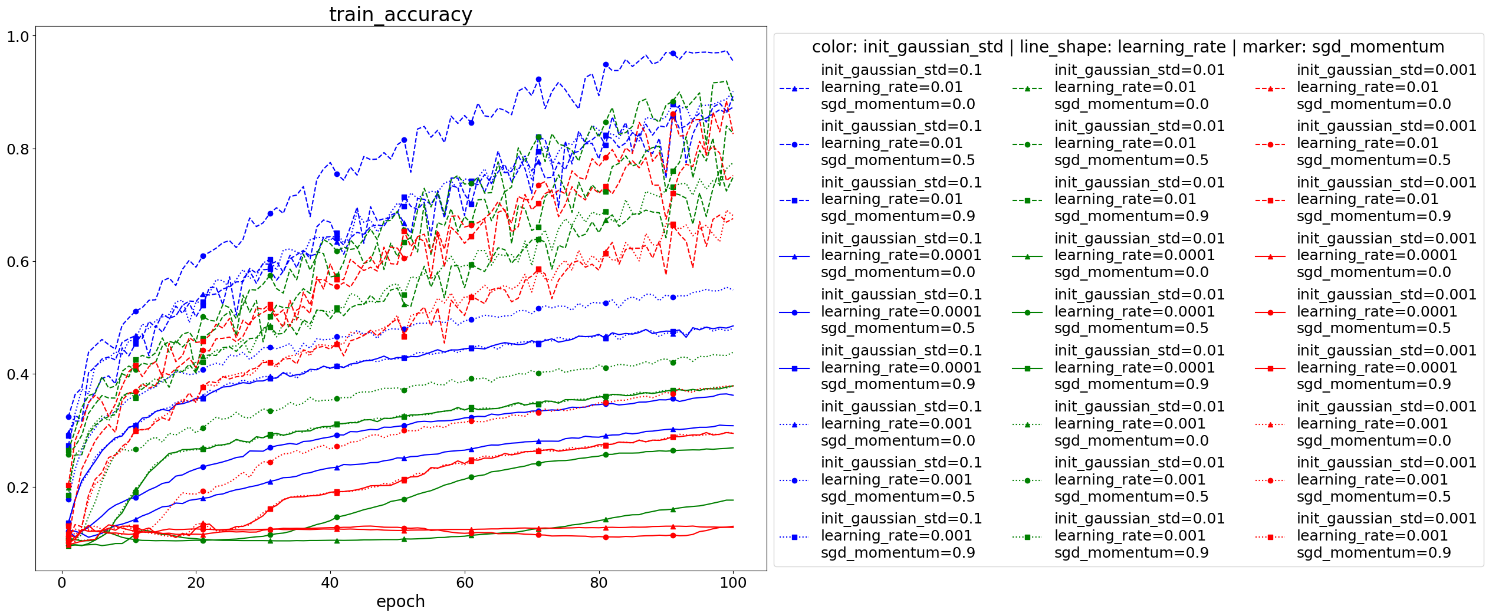 train_accuracy
1.0
0.8
0.6
0.4
0.2
0
20
40
60
80
100
epoch
color: init_gaussian_std | line_shape: learning_rate | marker: sgd_momentum
init_gaussian_std=0.1
learning_rate=0.01
sgd_momentum=0.0
init_gaussian_std=0.1
learning_rate=0.01
sgd_momentum=0.5
init_gaussian_std=0.1
learning_rate=0.01
sgd_momentum=0.9
init_gaussian_std=0.1
learning_rate=0.0001
sgd_momentum=0.0
init_gaussian_std=0.1
learning_rate=0.0001
sgd_momentum=0.5
init_gaussian_std=0.1
learning_rate=0.0001
sgd_momentum=0.9
init_gaussian_std=0.1
learning_rate=0.001
sgd_momentum=0.0
init_gaussian_std=0.1
learning_rate=0.001
sgd_momentum=0.5
init_gaussian_std=0.1
learning_rate=0.001
sgd_momentum=0.9
init_gaussian_std=0.01
learning_rate=0.01
sgd_momentum=0.0
init_gaussian_std=0.01
learning_rate=0.01
sgd_momentum=0.5
init_gaussian_std=0.01
learning_rate=0.01
sgd_momentum=0.9
init_gaussian_std=0.01
learning_rate=0.0001
sgd_momentum=0.0
init_gaussian_std=0.01
learning_rate=0.0001
sgd_momentum=0.5
init_gaussian_std=0.01
learning_rate=0.0001
sgd_momentum=0.9
init_gaussian_std=0.01
learning_rate=0.001
sgd_momentum=0.0
init_gaussian_std=0.01
learning_rate=0.001
sgd_momentum=0.5
init_gaussian_std=0.01
learning_rate=0.001
sgd_momentum=0.9
init_gaussian_std=0.001
learning_rate=0.01
sgd_momentum=0.0
init_gaussian_std=0.001
learning_rate=0.01
sgd_momentum=0.5
init_gaussian_std=0.001
learning_rate=0.01
sgd_momentum=0.9
init_gaussian_std=0.001
learning_rate=0.0001
sgd_momentum=0.0
init_gaussian_std=0.001
learning_rate=0.0001
sgd_momentum=0.5
init_gaussian_std=0.001
learning_rate=0.0001
sgd_momentum=0.9
init_gaussian_std=0.001
learning_rate=0.001
sgd_momentum=0.0
init_gaussian_std=0.001
learning_rate=0.001
sgd_momentum=0.5
init_gaussian_std=0.001
learning_rate=0.001
sgd_momentum=0.9